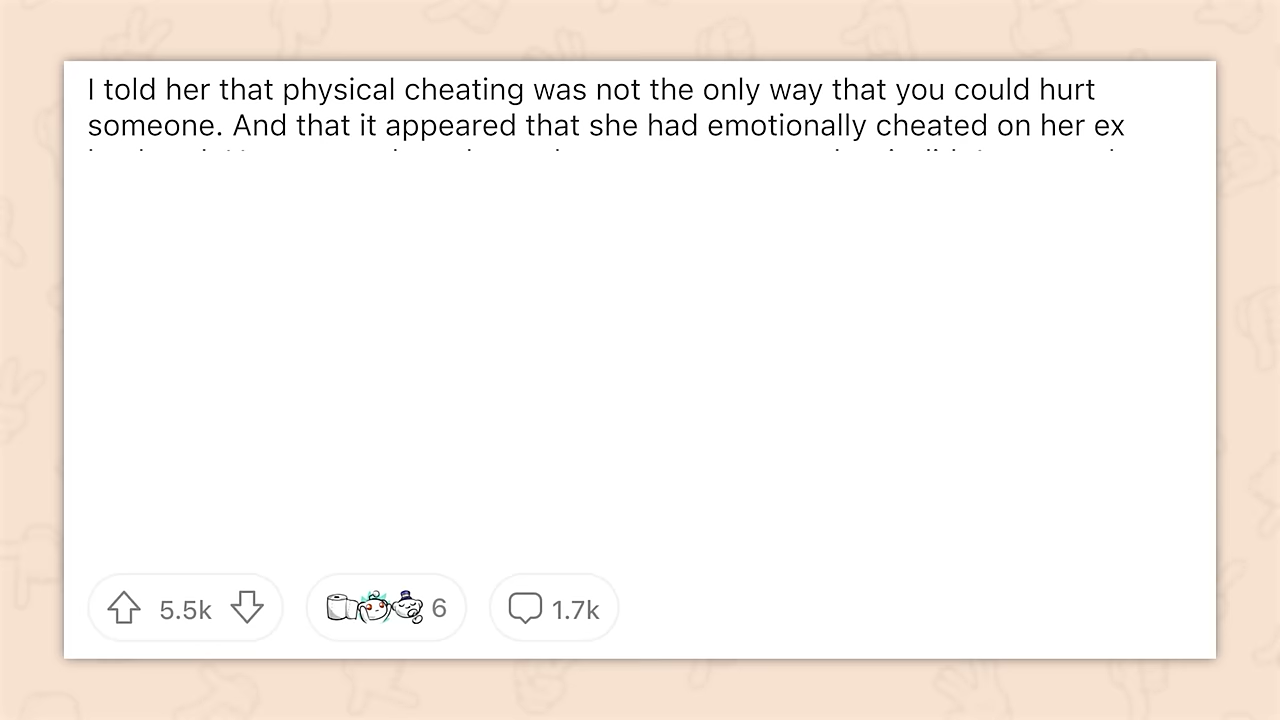 I told her that physical cheating was not the only way that you could hurt
someone. And that it appeared that she had emotionally cheated on her ex
5.5k
6
1.7k